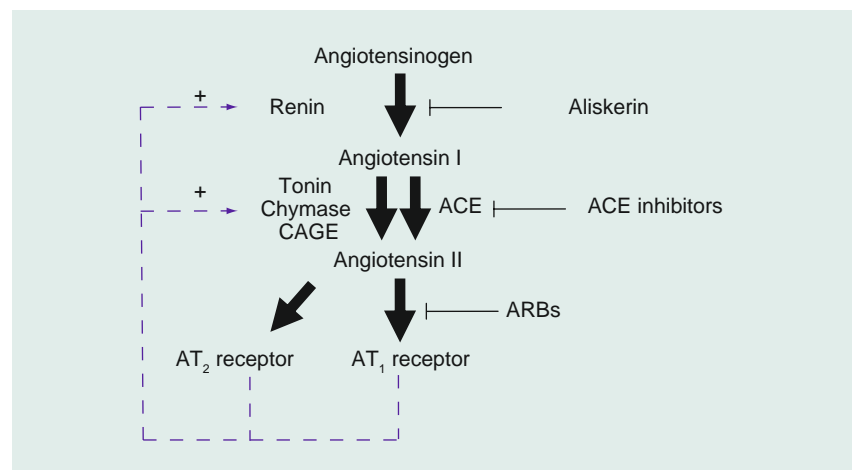 Angiotensinogen
+
Renin
Aliskerin
Angiotensin I
+
Tonin
Chymase
CAGE
ACE
ACE inhibitors
Angiotensin II
ARBs
AT₂ receptor
AT₁ receptor